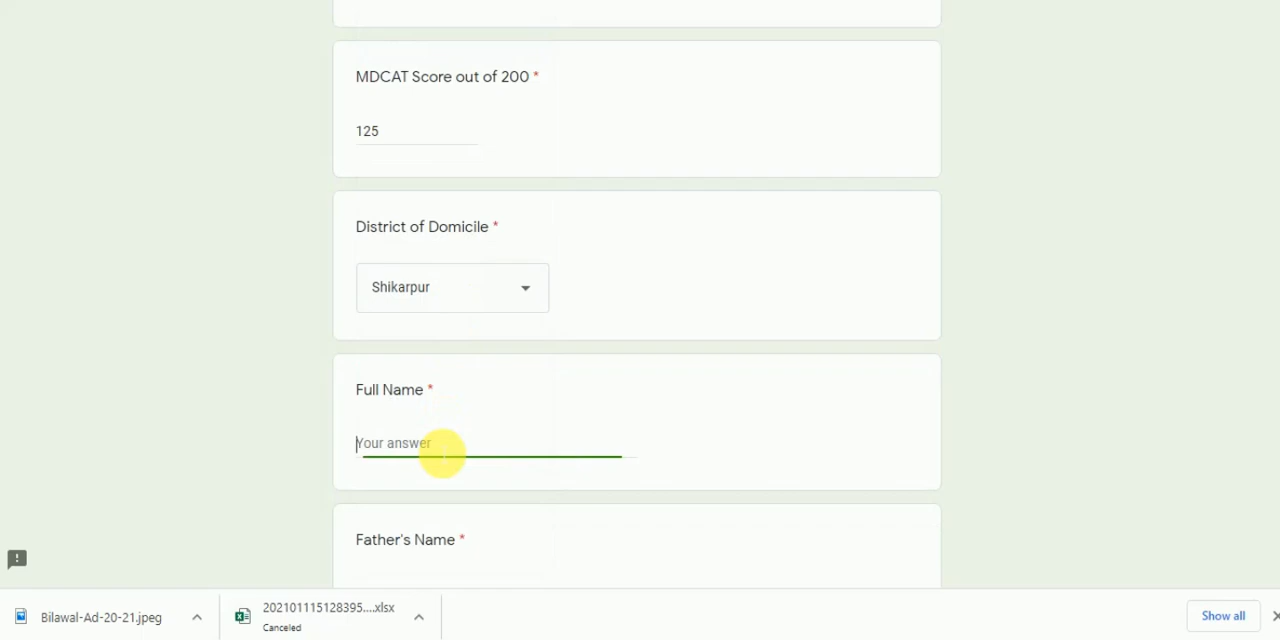 MDCAT Score out of 200 *
125
District of Domicile *
Shikarpur
Full Name *
Your answer
Father's Name *
Bilawal-Ad-20-21.jpeg
202101115128395....xlsx
Canceled
Show all